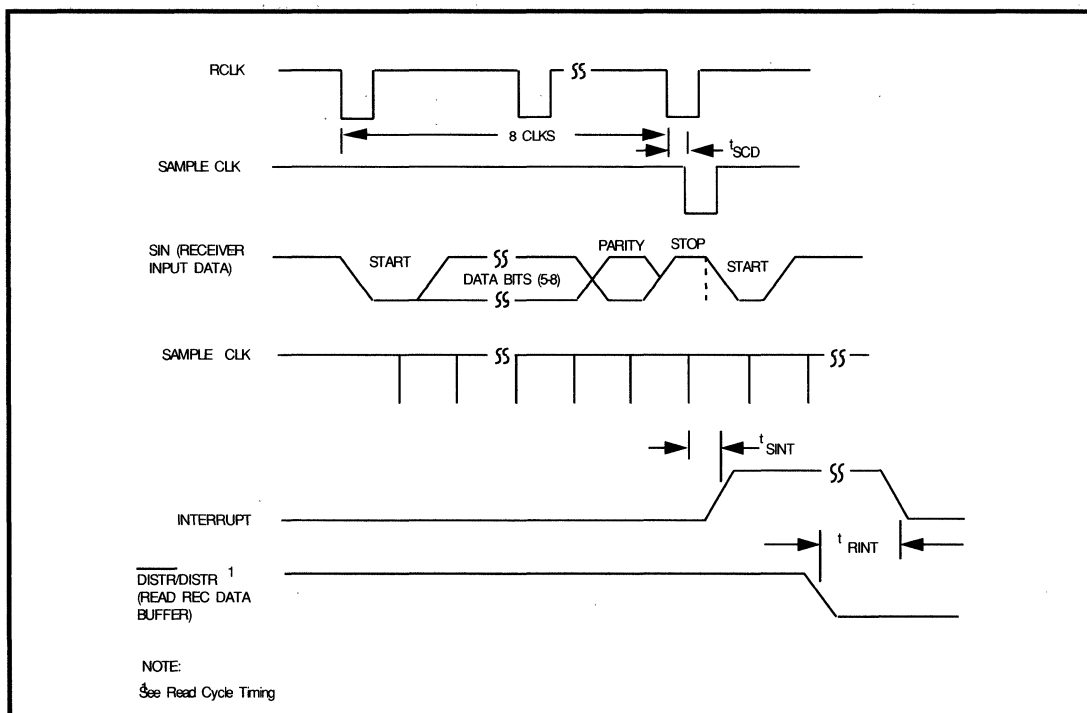 RCLK
8 CLKS
tSCD
SAMPLE CLK
SIN (RECEIVER
INPUT DATA)
START
DATA BITS (5-8)
PARITY
STOP
START
SAMPLE CLK
tSINT
INTERRUPT
tRINT
DISTR/DISTR 1
(READ REC DATA
BUFFER)
NOTE:
1See Read Cycle Timing